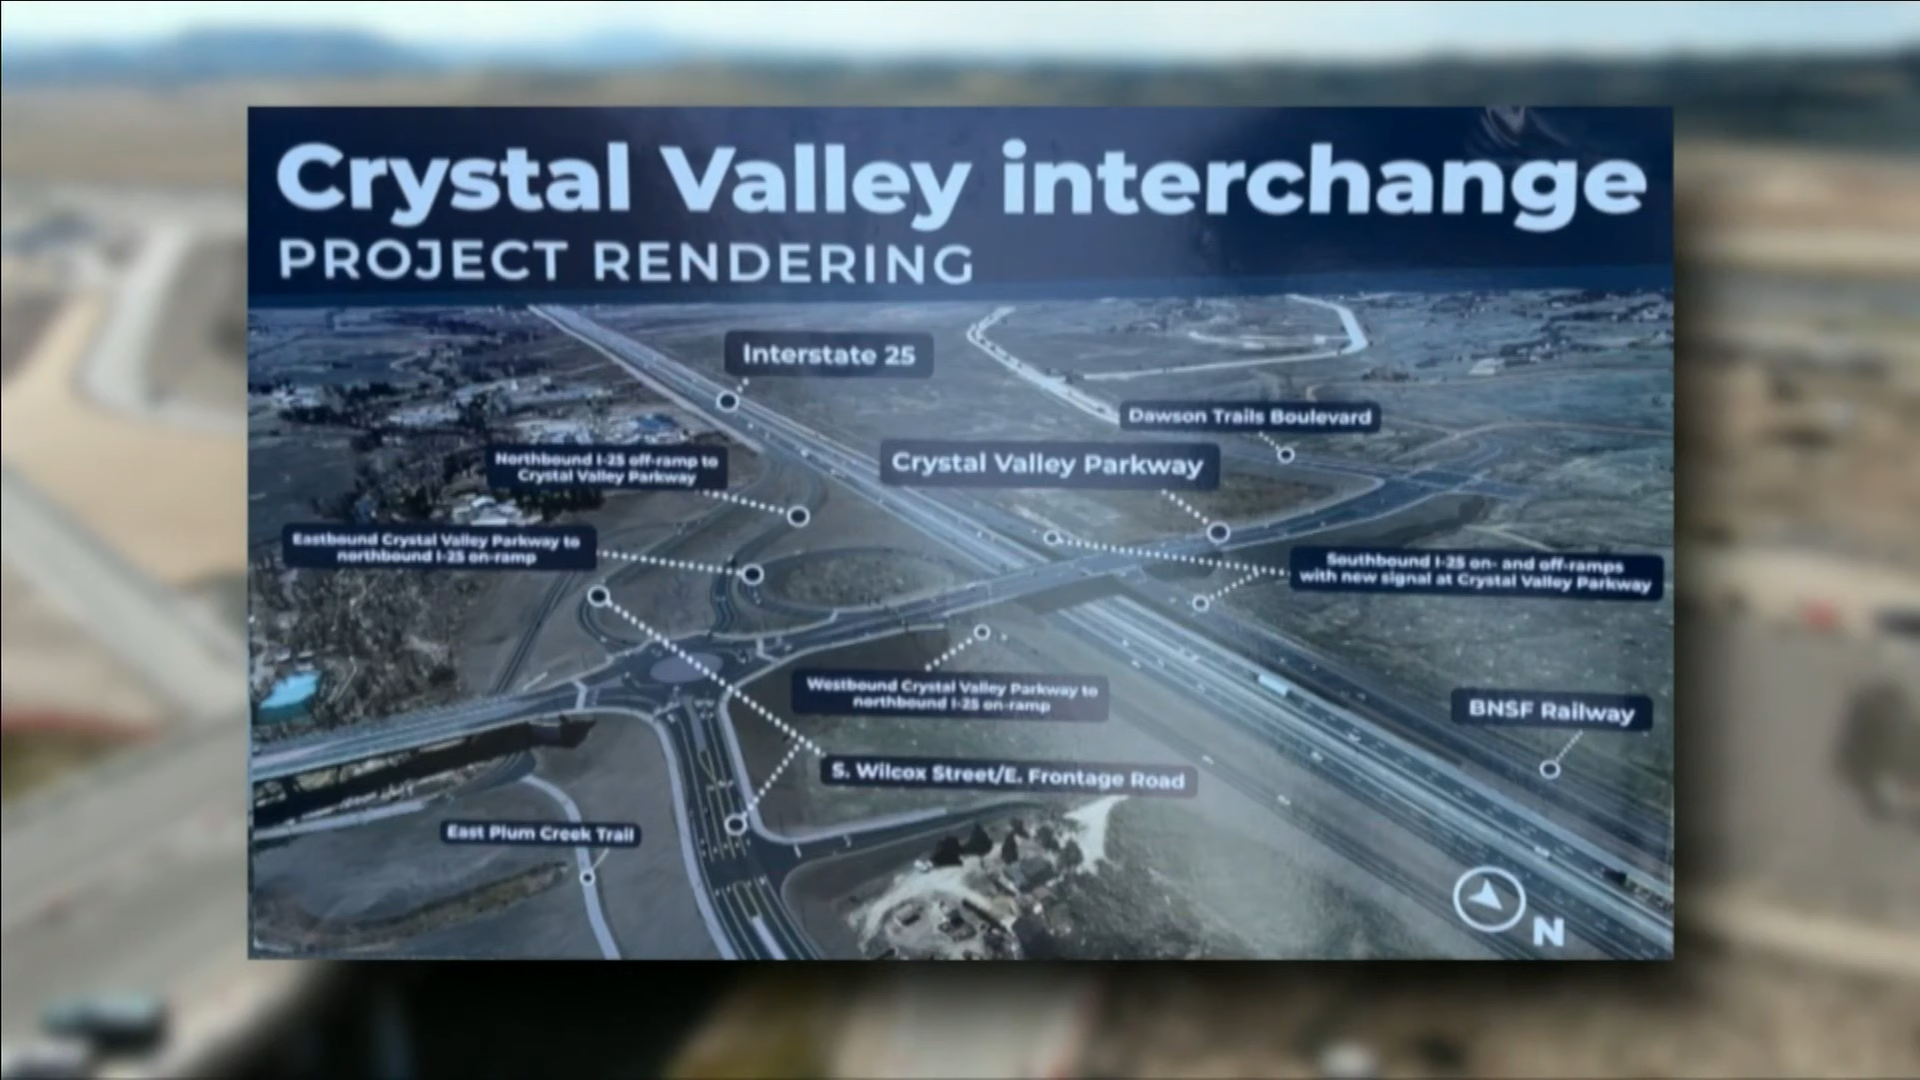 Crystal Valley interchange
PROJECT RENDERING
Interstate 25
Dawson Trails Boulevard
Northbound I-25 off-ramp to
Crystal Valley Parkway
Crystal Valley Parkway
Eastbound Crystal Valley Parkway to
northbound I-25 on-ramp
Southbound I-25 on- and off-ramps
with new signal at Crystal Valley Parkway
Westbound Crystal Valley Parkway to
northbound I-25 on-ramp
BNSF Railway
S. Wilcox Street/E. Frontage Road
East Plum Creek Trail
N